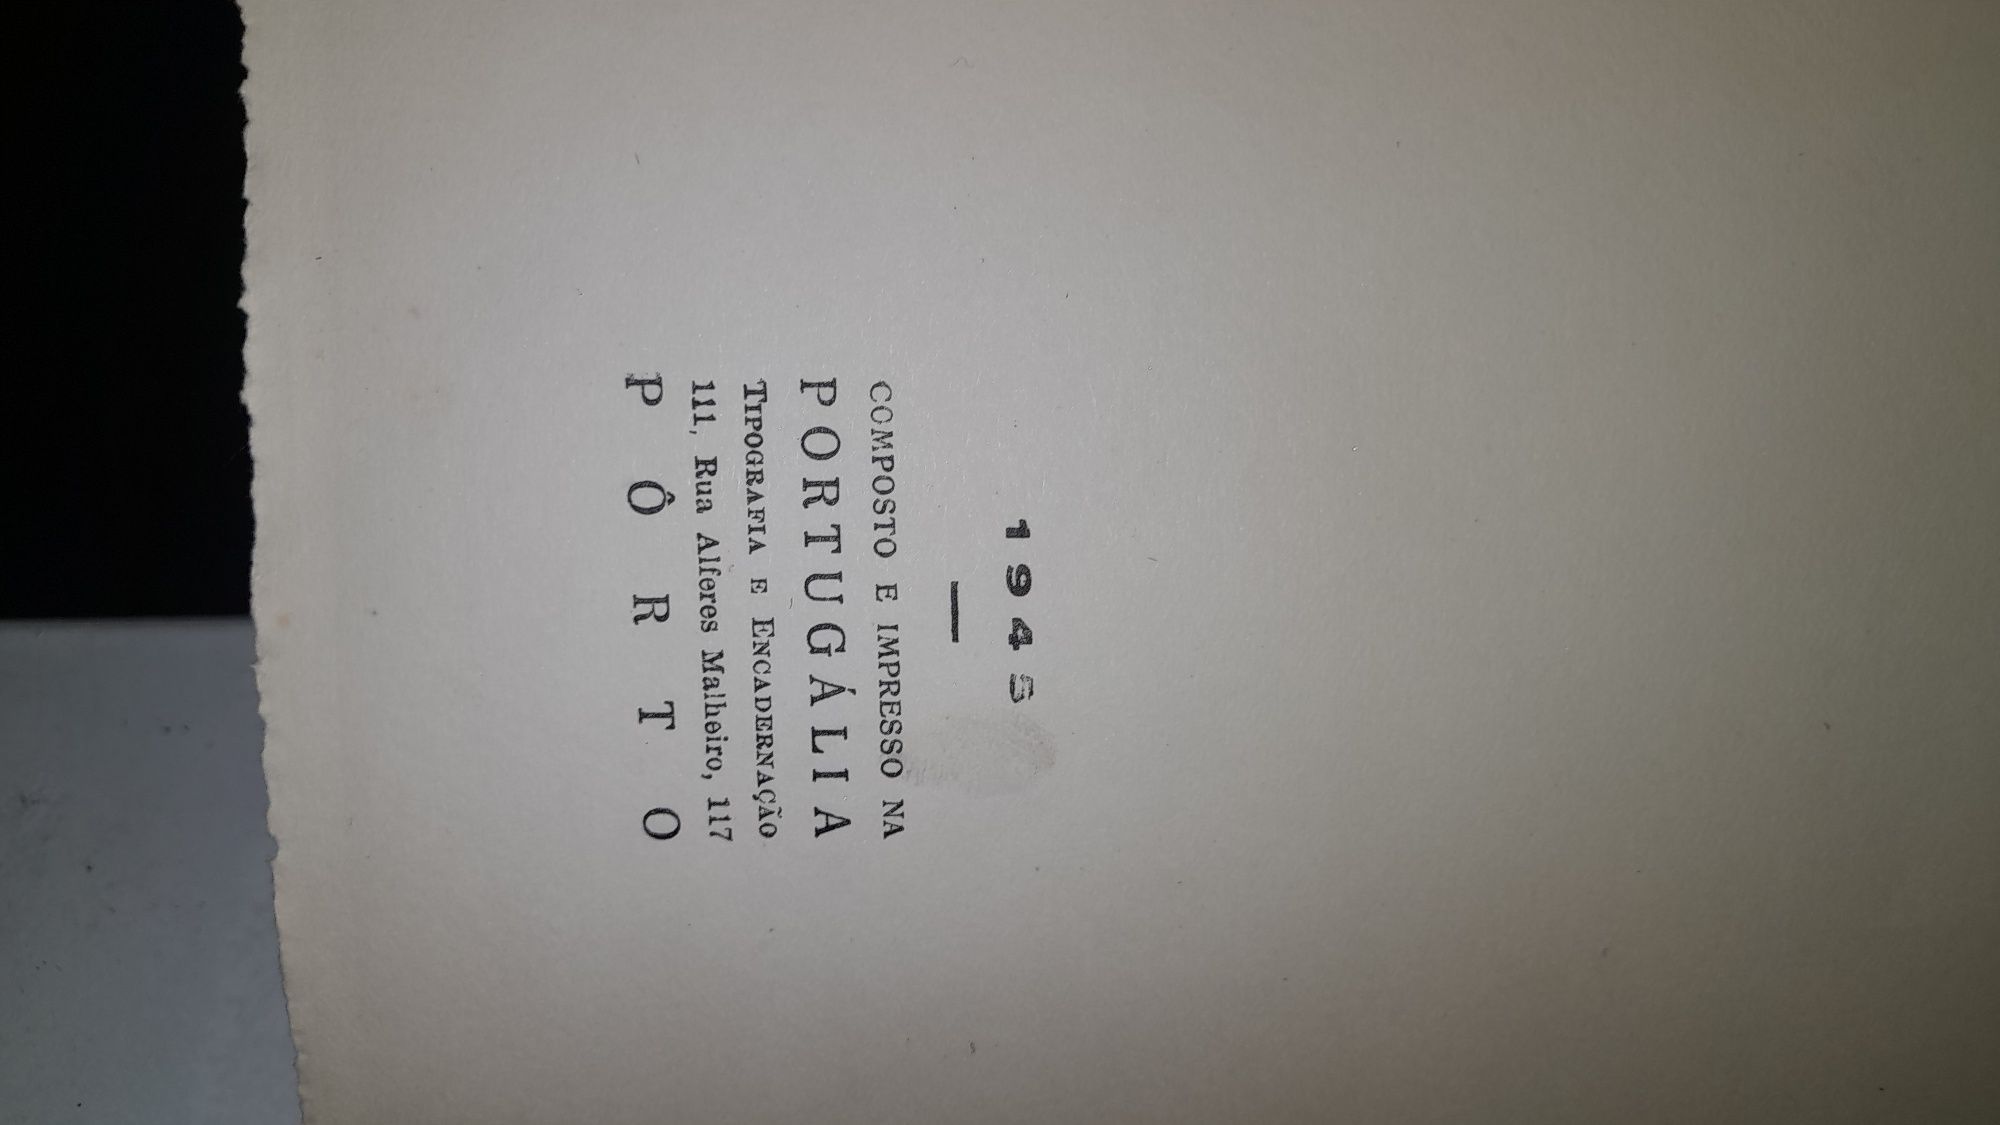 1945
COMPOSTO E IMPRESSO NA
PORTUGÁLIA
TIPOGRAFIA E ENCADERNAÇÃO
111, Rua Alferes Malheiro, 117
PÔRTO